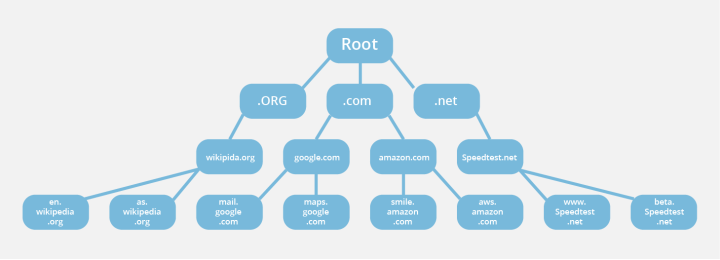 Root
.ORG
.com
.net
wikipida.org
google.com
amazon.com
Speedtest.net
en.
wikipedia
.org
as.
wikipedia
.org
mail.
google
.com
maps.
google
.com
smile.
amazon
.com
aws.
amazon
.com
www.
Speedtest
.net
beta.
Speedtest
.net